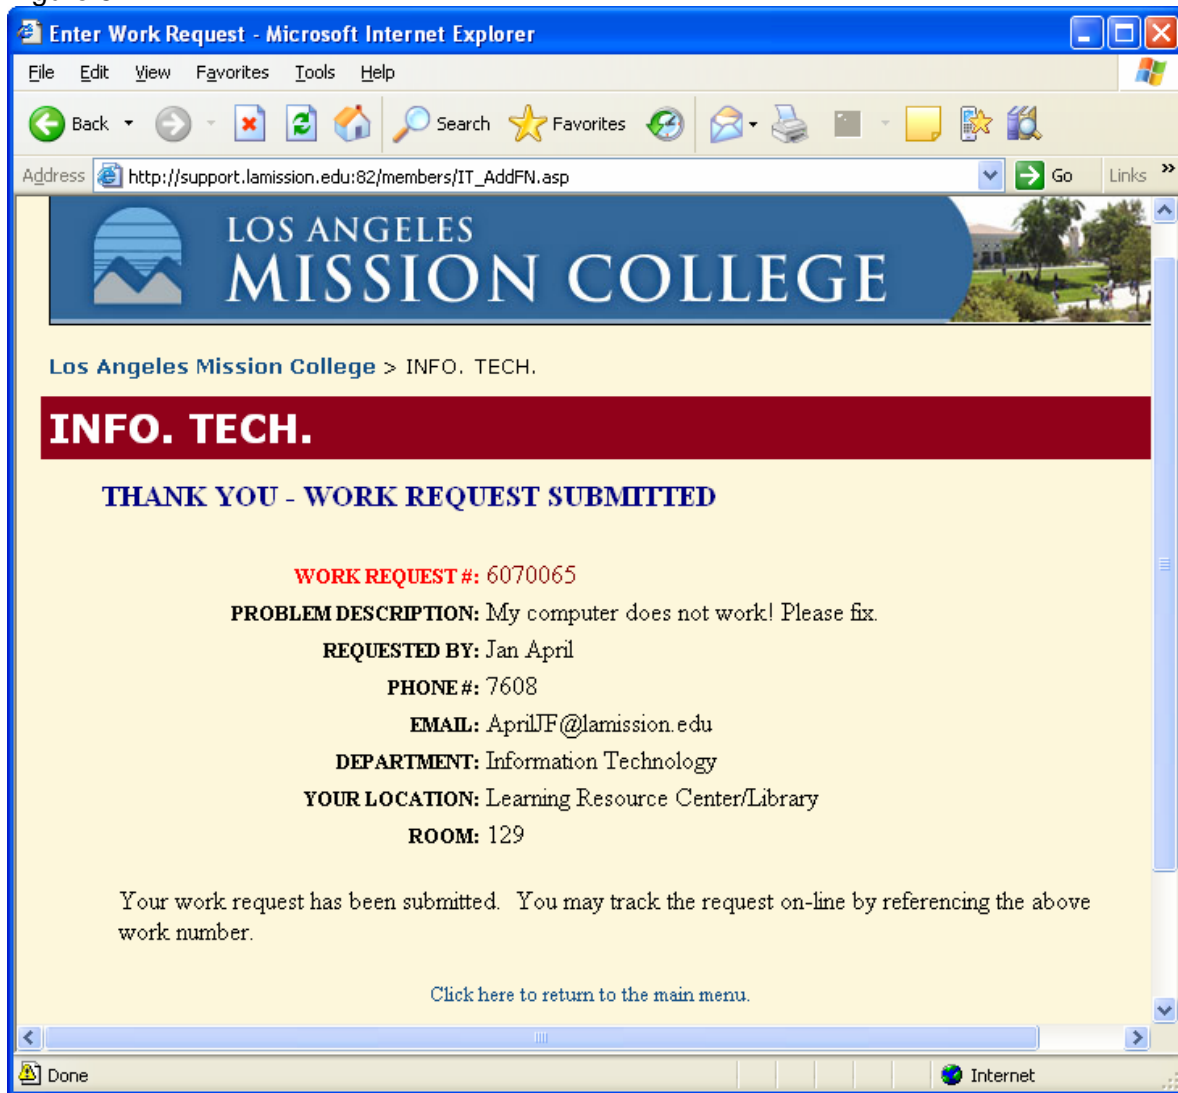 Enter Work Request - Microsoft Internet Explorer
File Edit View Favorites Tools Help
Back Search Favorites
Address http://support.lamission.edu:82/members/IT_AddFN.asp Go Links »
LOS ANGELES
MISSION COLLEGE
Los Angeles Mission College > INFO. TECH.
INFO. TECH.
THANK YOU - WORK REQUEST SUBMITTED
WORK REQUEST #: 6070065
PROBLEM DESCRIPTION: My computer does not work! Please fix.
REQUESTED BY: Jan April
PHONE #: 7608
EMAIL: AprilJF@lamission.edu
DEPARTMENT: Information Technology
YOUR LOCATION: Learning Resource Center/Library
ROOM: 129
Your work request has been submitted. You may track the request on-line by referencing the above
work number.
Click here to return to the main menu.
Done Internet